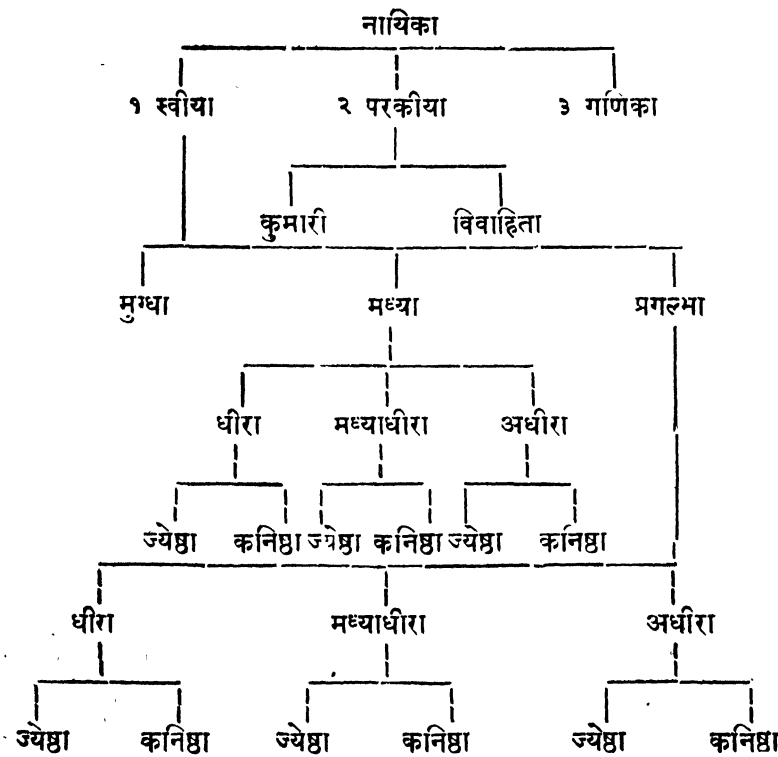 नायिका
१ स्वीया २ परकीया ३ गणिका
कुमारी विवाहिता
मुग्धा मध्या प्रगल्भा
धीरा मध्याधीरा अधीरा
ज्येष्ठा कनिष्ठा ज्येष्ठा कनिष्ठा ज्येष्ठा कनिष्ठा
धीरा मध्याधीरा अधीरा
ज्येष्ठा कनिष्ठा ज्येष्ठा कनिष्ठा ज्येष्ठा कनिष्ठा